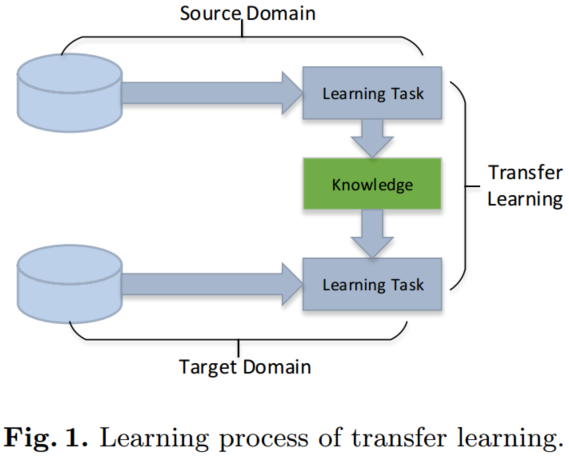 Source Domain
Learning Task
Knowledge
Transfer
Learning
Learning Task
Target Domain
Fig. 1. Learning process of transfer learning.